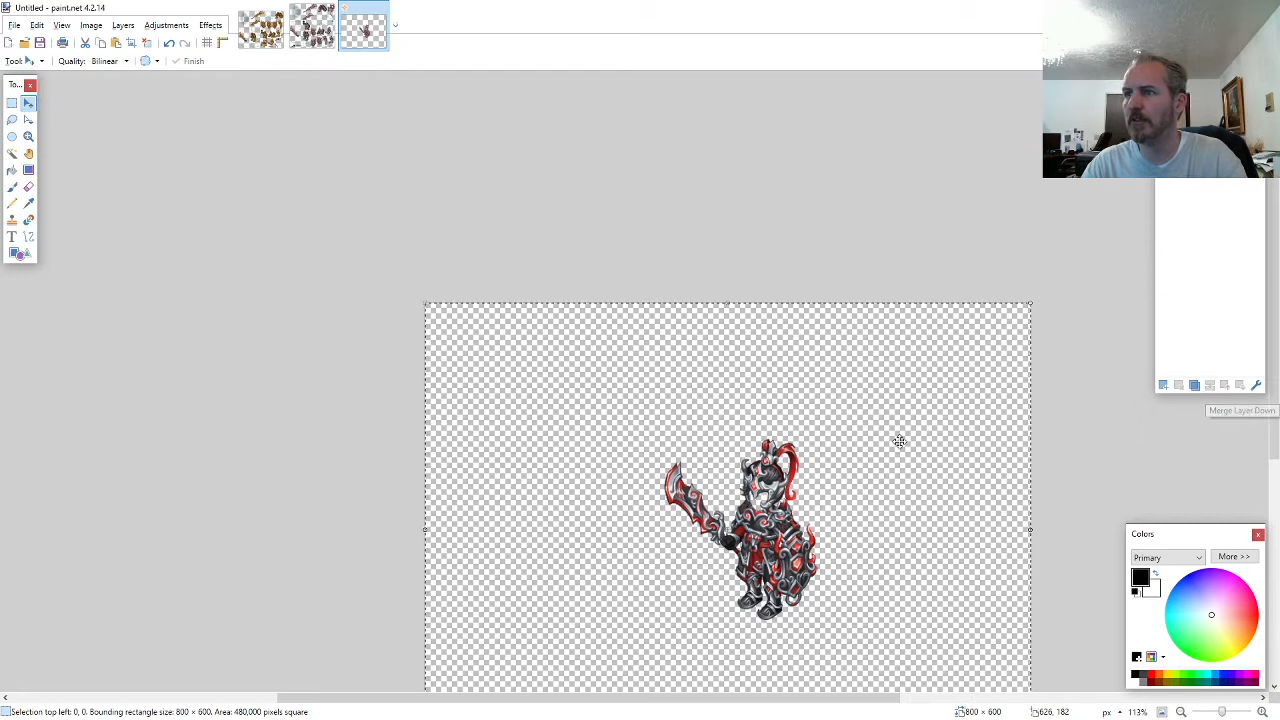 Untitled - paint.net 4.2.14
File Edit View Image Layers Adjustments Effects
Tool: Quality: Bilinear Finish
To...
Merge Layer Down
Colors
Primary More >>
Selection top left: 0, 0. Bounding rectangle size: 800 × 600, Area: 480,000 pixels square 800 × 600 626, 182 px 113%